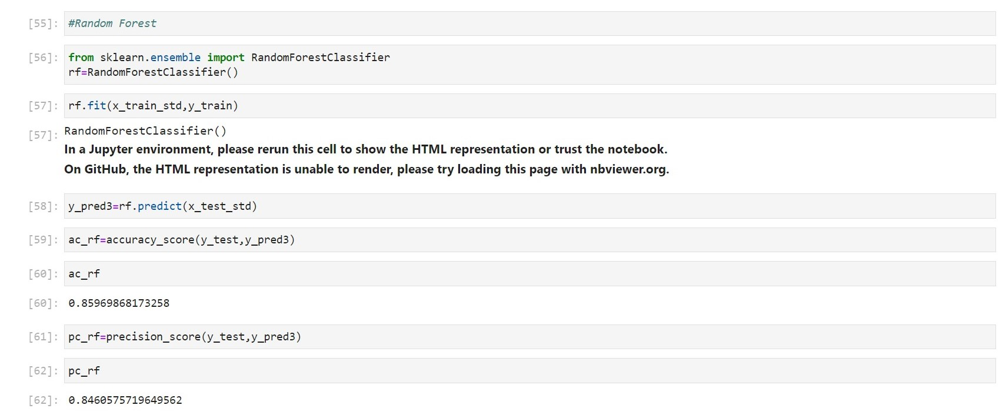 [55]: #Random Forest
[56]: from sklearn.ensemble import RandomForestClassifier
rf=RandomForestClassifier()
[57]: rf.fit(x_train_std,y_train)
[57]: RandomForestClassifier()
In a Jupyter environment, please rerun this cell to show the HTML representation or trust the notebook.
On GitHub, the HTML representation is unable to render, please try loading this page with nbviewer.org.
[58]: y_pred3=rf.predict(x_test_std)
[59]: ac_rf=accuracy_score(y_test,y_pred3)
[60]: ac_rf
[60]: 0.85969868173258
[61]: pc_rf=precision_score(y_test,y_pred3)
[62]: pc_rf
[62]: 0.8460575719649562